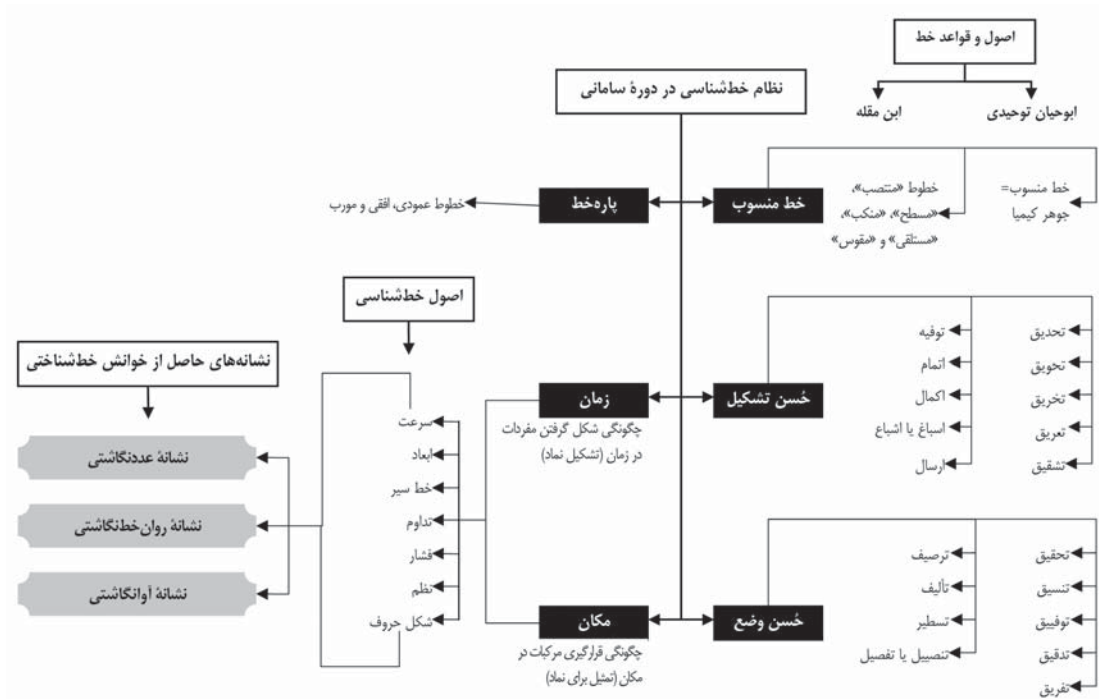 اصول و قواعد خط
ابوحیان توحیدی
ابن مقله
نظام خط‌شناسی در دورهٔ سامانی
خط منسوب=
جوهر کیمیا
خطوط «منتصب»،
«مسطح»، «منکب»،
«مستلقی» و «مقوس»
خط منسوب
پاره‌خط
خطوط عمودی، افقی و مورب
تحدیق
تحویق
تخریق
تعریق
تشقیق
توفیه
اتمام
اکمال
اسباغ یا اشباع
ارسال
حُسن تشکیل
زمان
چگونگی شکل گرفتن مفردات
در زمان (تشکیل نماد)
تحقیق
تنسیق
توفییق
تدقیق
تفریق
ترصیف
تألیف
تسطیر
تنصییل یا تفصیل
حُسن وضع
مکان
چگونگی قرارگیری مرکبات در
مکان (تمثیل برای نماد)
اصول خط‌شناسی
سرعت
ابعاد
خط سیر
تداوم
فشار
نظم
شکل حروف
نشانه‌های حاصل از خوانش خط‌شناختی
نشانهٔ عددنگاشتی
نشانهٔ روان‌خط‌نگاشتی
نشانهٔ آوانگاشتی